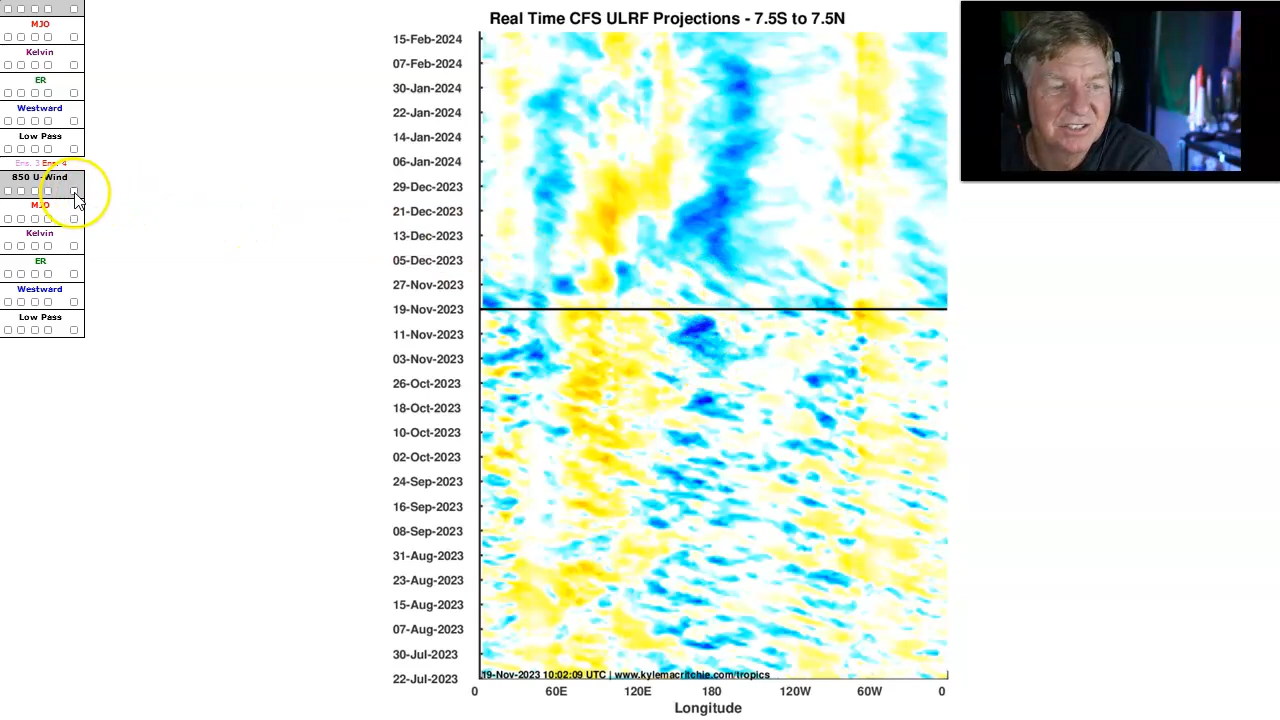 MJO
Kelvin
ER
Westward
Low Pass
Ens. 3 Ens. 4
850 U-Wind
MJO
Kelvin
ER
Westward
Low Pass
Real Time CFS ULRF Projections - 7.5S to 7.5N
15-Feb-2024
07-Feb-2024
30-Jan-2024
22-Jan-2024
14-Jan-2024
06-Jan-2024
29-Dec-2023
21-Dec-2023
13-Dec-2023
05-Dec-2023
27-Nov-2023
19-Nov-2023
11-Nov-2023
03-Nov-2023
26-Oct-2023
18-Oct-2023
10-Oct-2023
02-Oct-2023
24-Sep-2023
16-Sep-2023
08-Sep-2023
31-Aug-2023
23-Aug-2023
15-Aug-2023
07-Aug-2023
30-Jul-2023
22-Jul-2023
19-Nov-2023 10:02:09 UTC | www.kylemacritchie.com/tropics
0 60E 120E 180 120W 60W 0
Longitude